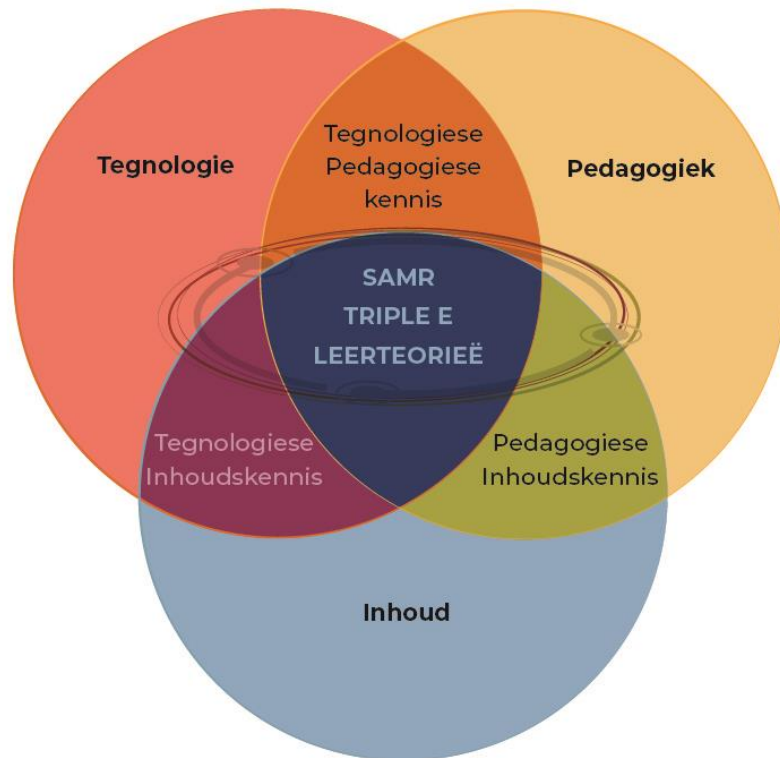 Tegnologiese
Pedagogiese
kennis
Tegnologie
Pedagogiek
SAMR
TRIPLE E
LEERTEORIEË
Tegnologiese
Inhoudskennis
Pedagogiese
Inhoudskennis
Inhoud